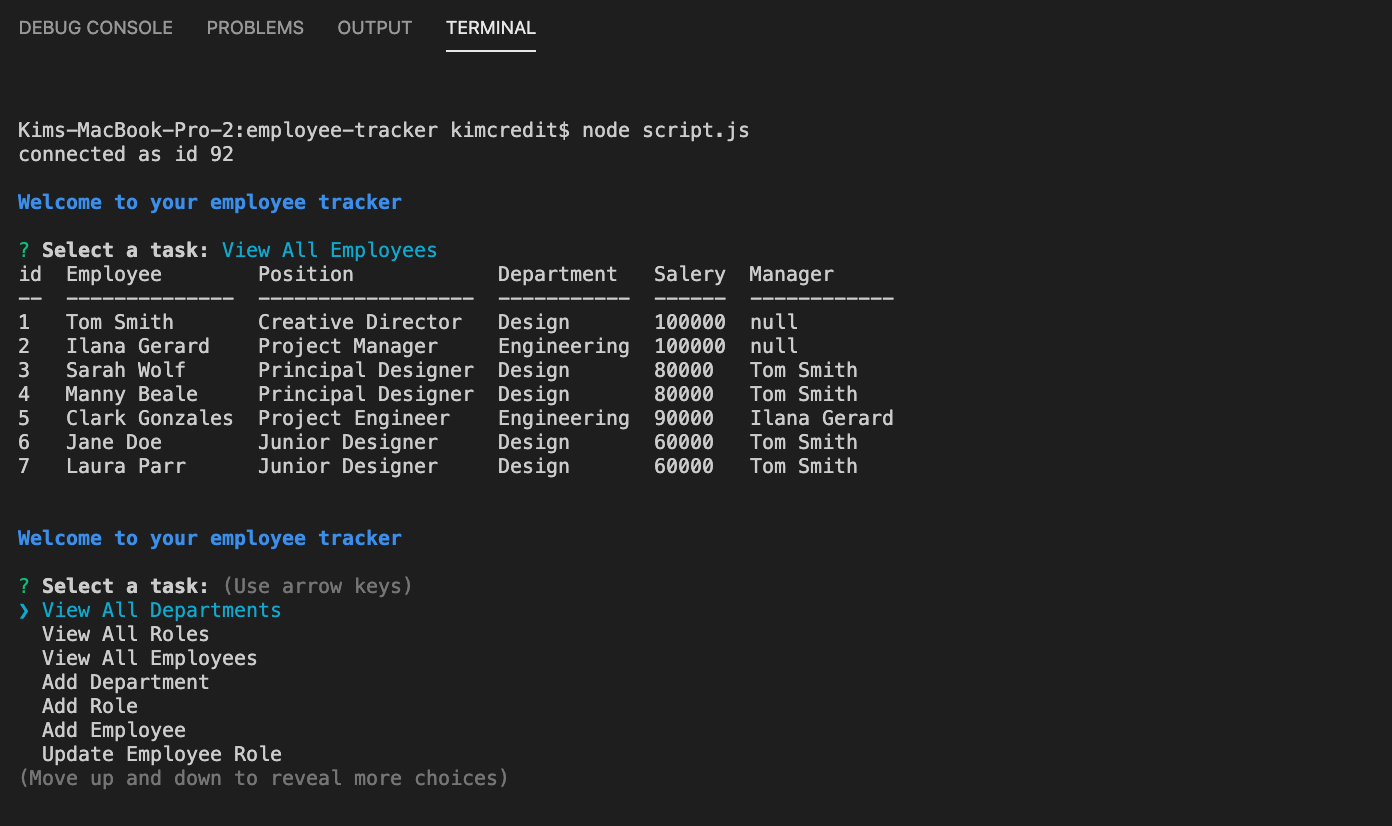 DEBUG CONSOLE PROBLEMS OUTPUT TERMINAL
Kims-MacBook-Pro-2:employee-tracker kimcredit$ node script.js
connected as id 92
Welcome to your employee tracker
? Select a task: View All Employees
id  Employee        Position            Department   Salery  Manager
--  --------------  ------------------  -----------  ------  ------------
1   Tom Smith       Creative Director   Design       100000  null
2   Ilana Gerard    Project Manager     Engineering  100000  null
3   Sarah Wolf      Principal Designer  Design       80000   Tom Smith
4   Manny Beale     Principal Designer  Design       80000   Tom Smith
5   Clark Gonzales  Project Engineer    Engineering  90000   Ilana Gerard
6   Jane Doe        Junior Designer     Design       60000   Tom Smith
7   Laura Parr      Junior Designer     Design       60000   Tom Smith
Welcome to your employee tracker
? Select a task: (Use arrow keys)
❯ View All Departments
  View All Roles
  View All Employees
  Add Department
  Add Role
  Add Employee
  Update Employee Role
(Move up and down to reveal more choices)